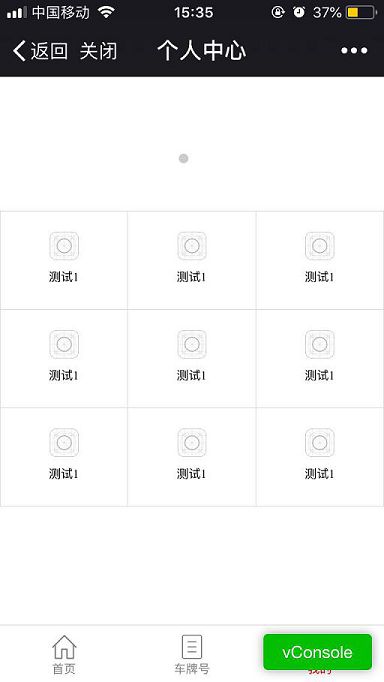 中国移动 15:35 37%
返回 关闭 个人中心
测试1 测试1 测试1
测试1 测试1 测试1
测试1 测试1 测试1
vConsole
首页 车牌号 我的